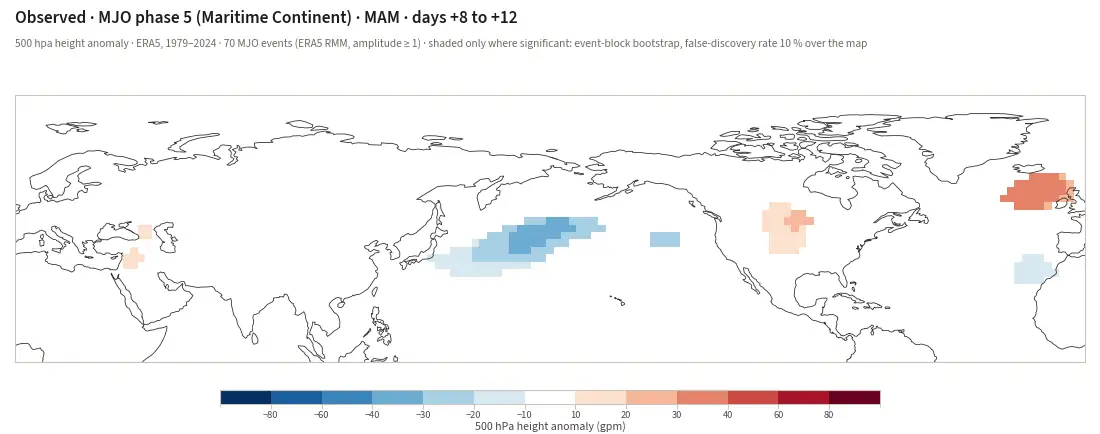 Observed · MJO phase 5 (Maritime Continent) · MAM · days +8 to +12
500 hpa height anomaly · ERA5, 1979–2024 · 70 MJO events (ERA5 RMM, amplitude ≥ 1) · shaded only where significant: event-block bootstrap, false-discovery rate 10 % over the map
−80 −60 −40 −30 −20 −10 10 20 30 40 60 80
500 hPa height anomaly (gpm)